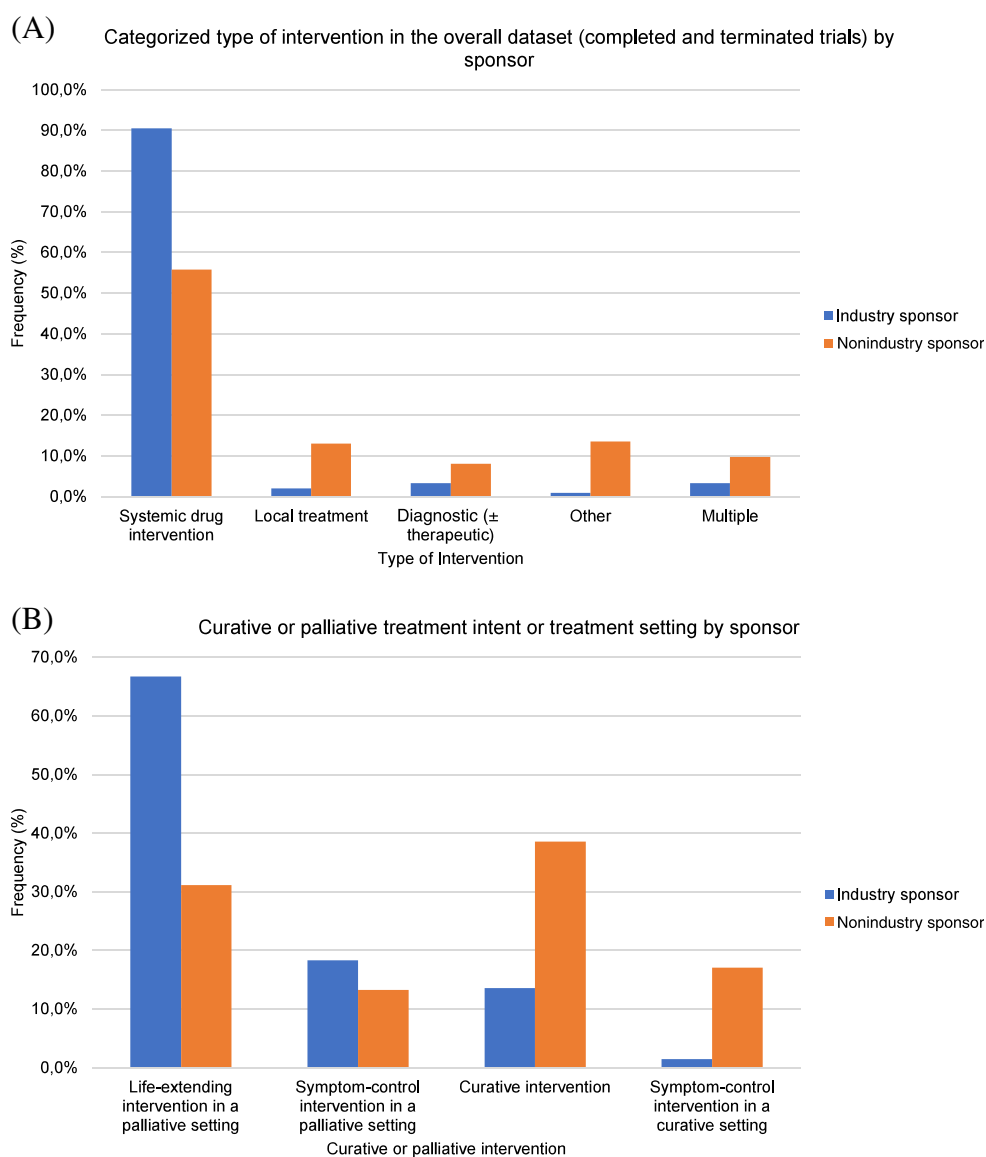 (A)
Categorized type of intervention in the overall dataset (completed and terminated trials) by
sponsor
100,0%
90,0%
80,0%
70,0%
60,0%
50,0%
40,0%
30,0%
20,0%
10,0%
0,0%
Frequency (%)
Systemic drug
intervention
Local treatment
Diagnostic (±
therapeutic)
Other
Multiple
Type of Intervention
Industry sponsor
Nonindustry sponsor
(B)
Curative or palliative treatment intent or treatment setting by sponsor
70,0%
60,0%
50,0%
40,0%
30,0%
20,0%
10,0%
0,0%
Frequency (%)
Life-extending
intervention in a
palliative setting
Symptom-control
intervention in a
palliative setting
Curative intervention
Symptom-control
intervention in a
curative setting
Curative or palliative intervention
Industry sponsor
Nonindustry sponsor